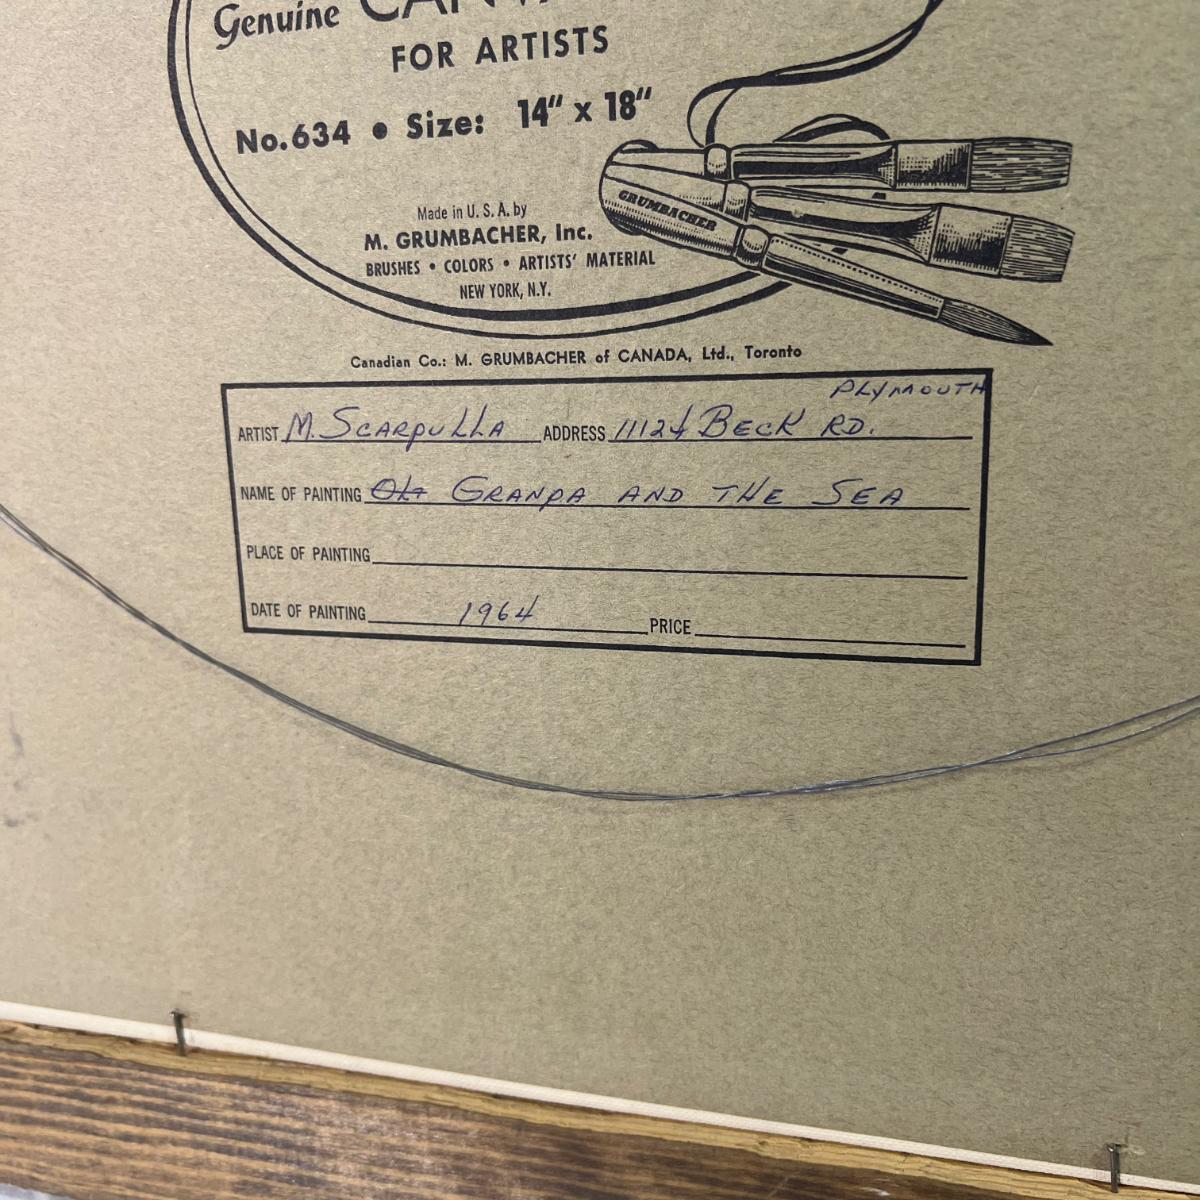 Genuine
FOR ARTISTS
No. 634 • Size: 14" x 18"
GRUMBACHER
Made in U. S. A. by
M. GRUMBACHER, Inc.
BRUSHES • COLORS • ARTISTS' MATERIAL
NEW YORK, N.Y.
Canadian Co.: M. GRUMBACHER of CANADA, Ltd., Toronto
PLYMOUTH
ARTIST M. SCARPULLA ADDRESS 11124 BECK RD.
NAME OF PAINTING GRANPA AND THE SEA
PLACE OF PAINTING
DATE OF PAINTING 1964 PRICE